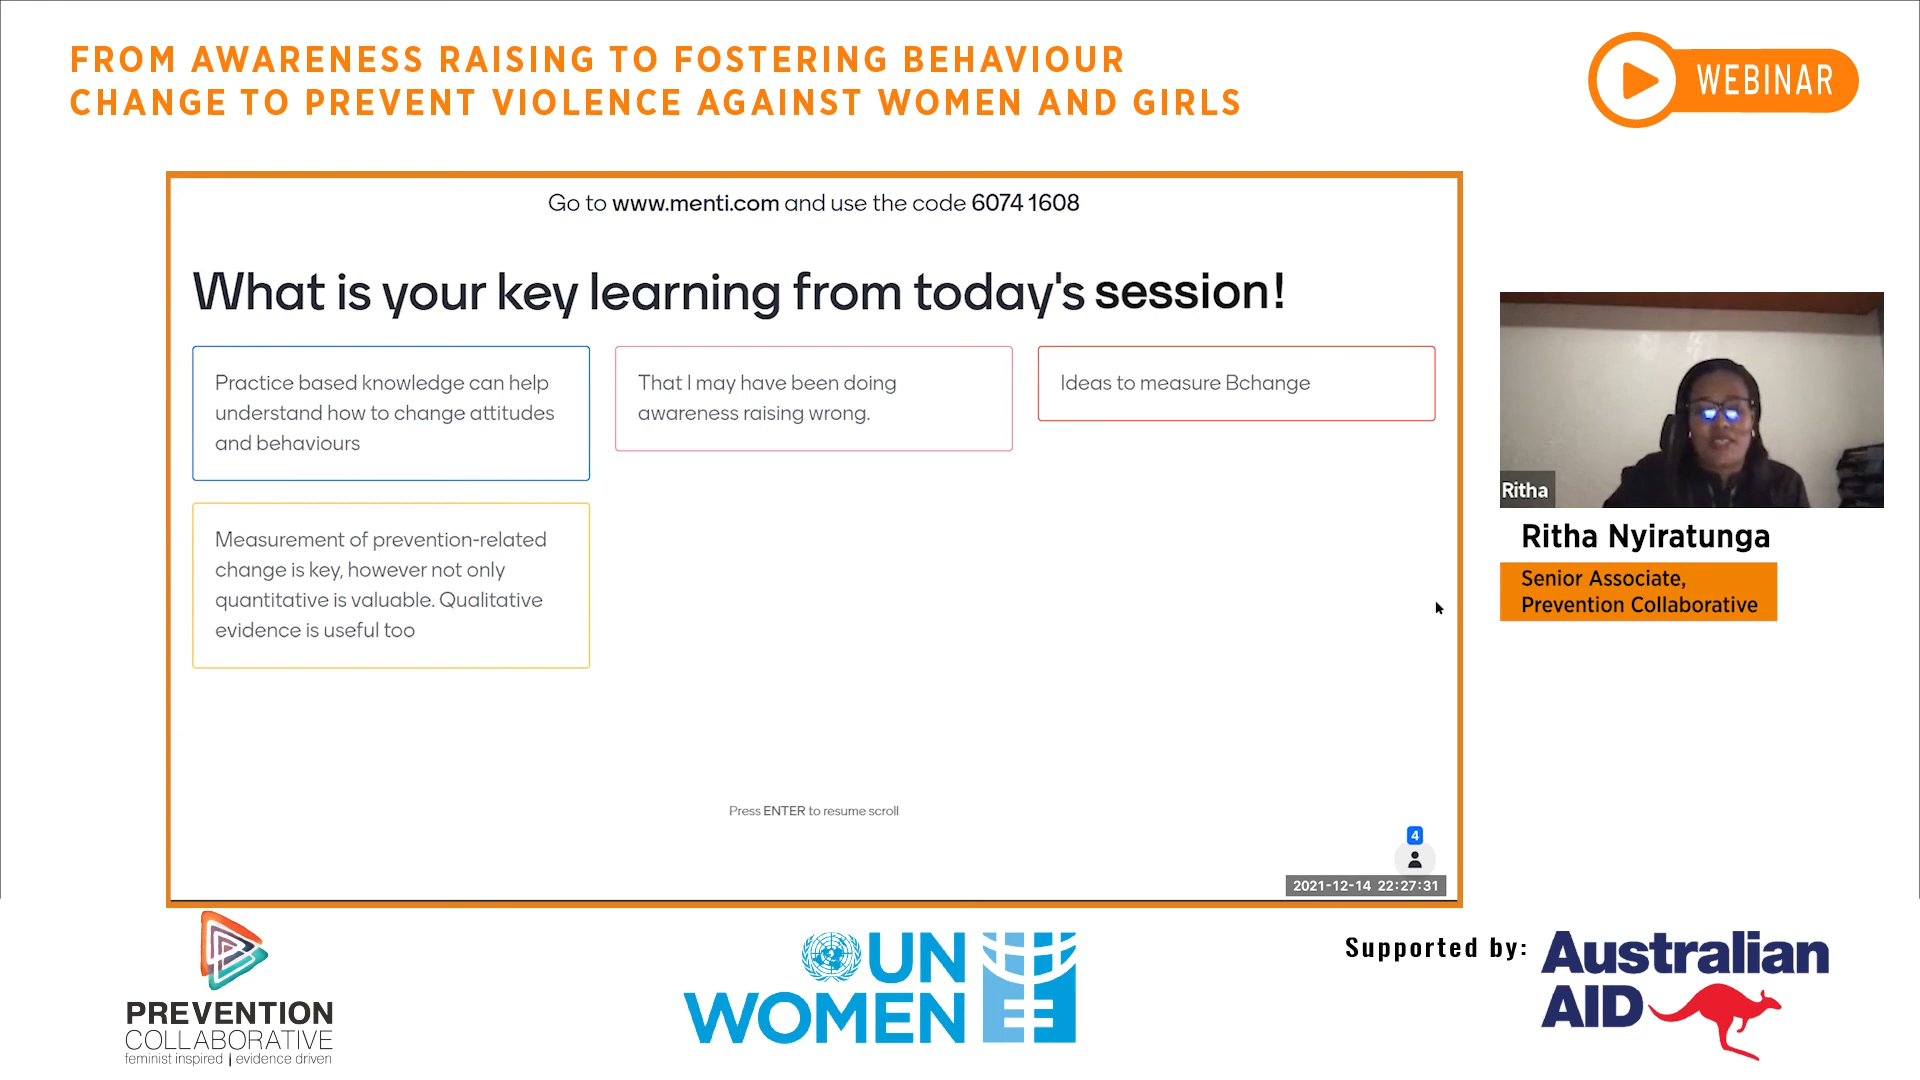 FROM AWARENESS RAISING TO FOSTERING BEHAVIOUR
CHANGE TO PREVENT VIOLENCE AGAINST WOMEN AND GIRLS
WEBINAR
Go to www.menti.com and use the code 6074 1608
What is your key learning from today's session!
Practice based knowledge can help
understand how to change attitudes
and behaviours
That I may have been doing
awareness raising wrong.
Ideas to measure Bchange
Measurement of prevention-related
change is key, however not only
quantitative is valuable. Qualitative
evidence is useful too
Press ENTER to resume scroll
4
2021-12-14 22:27:31
Ritha
Ritha Nyiratunga
Senior Associate,
Prevention Collaborative
PREVENTION
COLLABORATIVE
feminist inspired | evidence driven
UN
WOMEN
Supported by:
Australian
AID